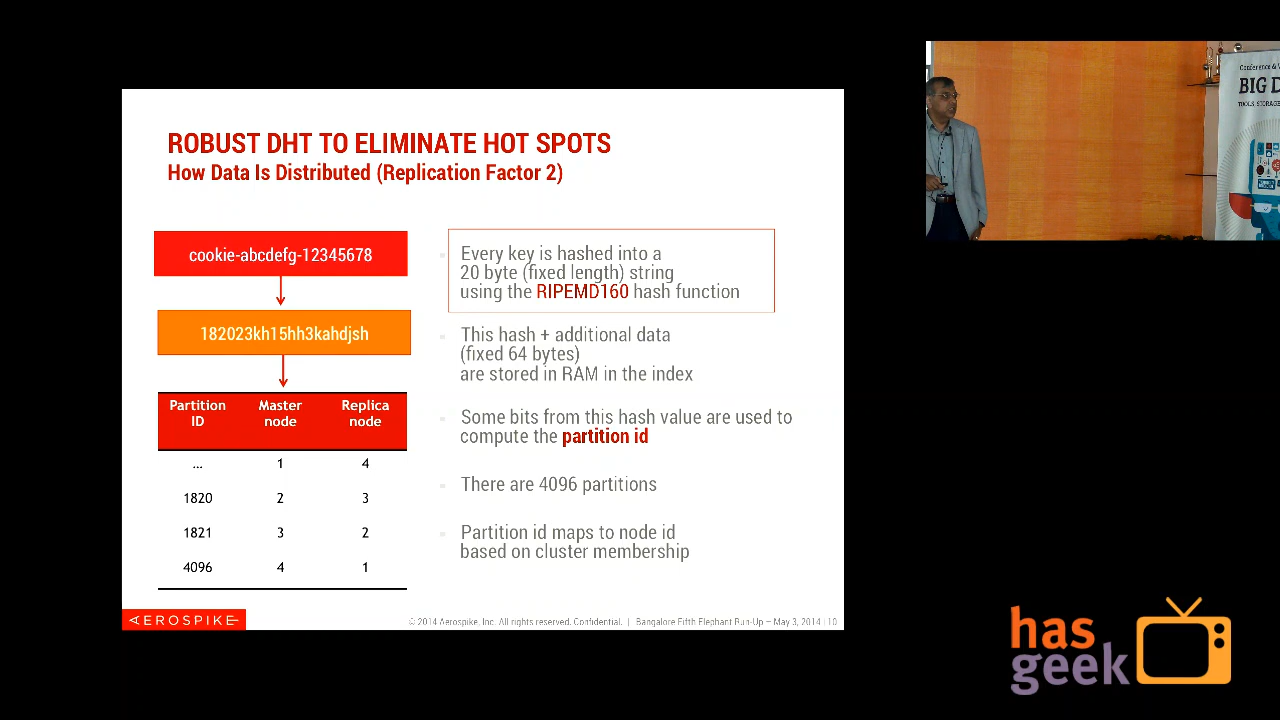 ROBUST DHT TO ELIMINATE HOT SPOTS
How Data Is Distributed (Replication Factor 2)
cookie-abcdefg-12345678
182023kh15hh3kahdjsh
Partition ID Master node Replica node
... 1 4
1820 2 3
1821 3 2
4096 4 1
Every key is hashed into a
20 byte (fixed length) string
using the RIPEMD160 hash function
This hash + additional data
(fixed 64 bytes)
are stored in RAM in the index
Some bits from this hash value are used to
compute the partition id
There are 4096 partitions
Partition id maps to node id
based on cluster membership
AEROSPIKE
© 2014 Aerospike, Inc. All rights reserved. Confidential. | Bangalore Fifth Elephant Run-Up – May 3, 2014 | 10
Conference &
BIG D
TOOLS, STORAGE
has
geek